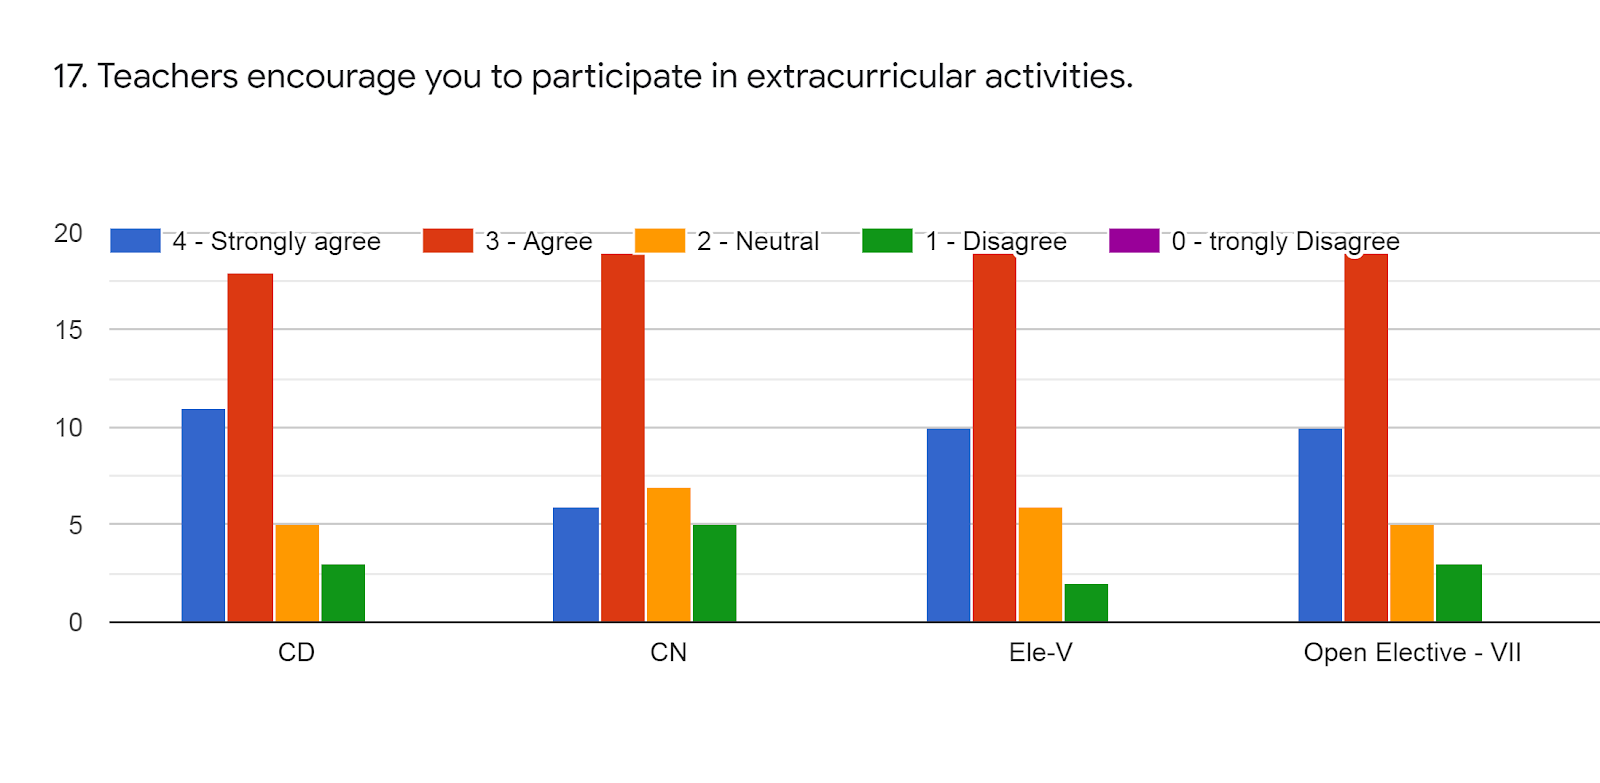 17. Teachers encourage you to participate in extracurricular activities.
20
4 - Strongly agree 3 - Agree 2 - Neutral 1 - Disagree 0 - trongly Disagree
15
10
5
0
CD CN Ele-V Open Elective - VII